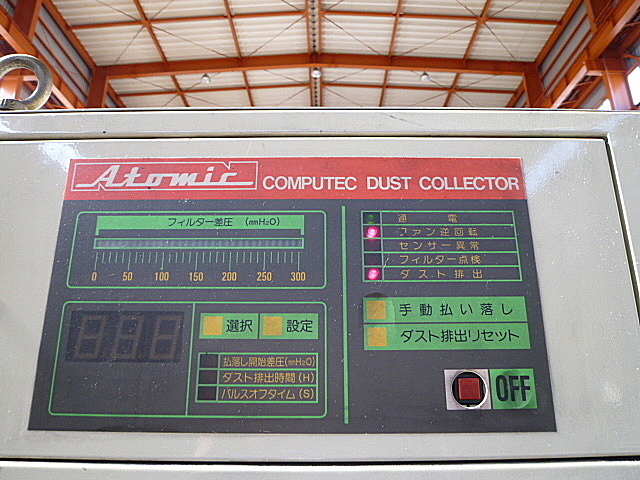 Atomic COMPUTEC DUST COLLECTOR
フィルター差圧 (mmH₂O)
0 50 100 150 200 250 300
888
選択 設定
払落し開始差圧(mmH₂O)
ダスト排出時間(H)
パルスオフタイム(S)
通電
ファン逆回転
センサー異常
フィルター点検
ダスト排出
手動払い落し
ダスト排出リセット
OFF